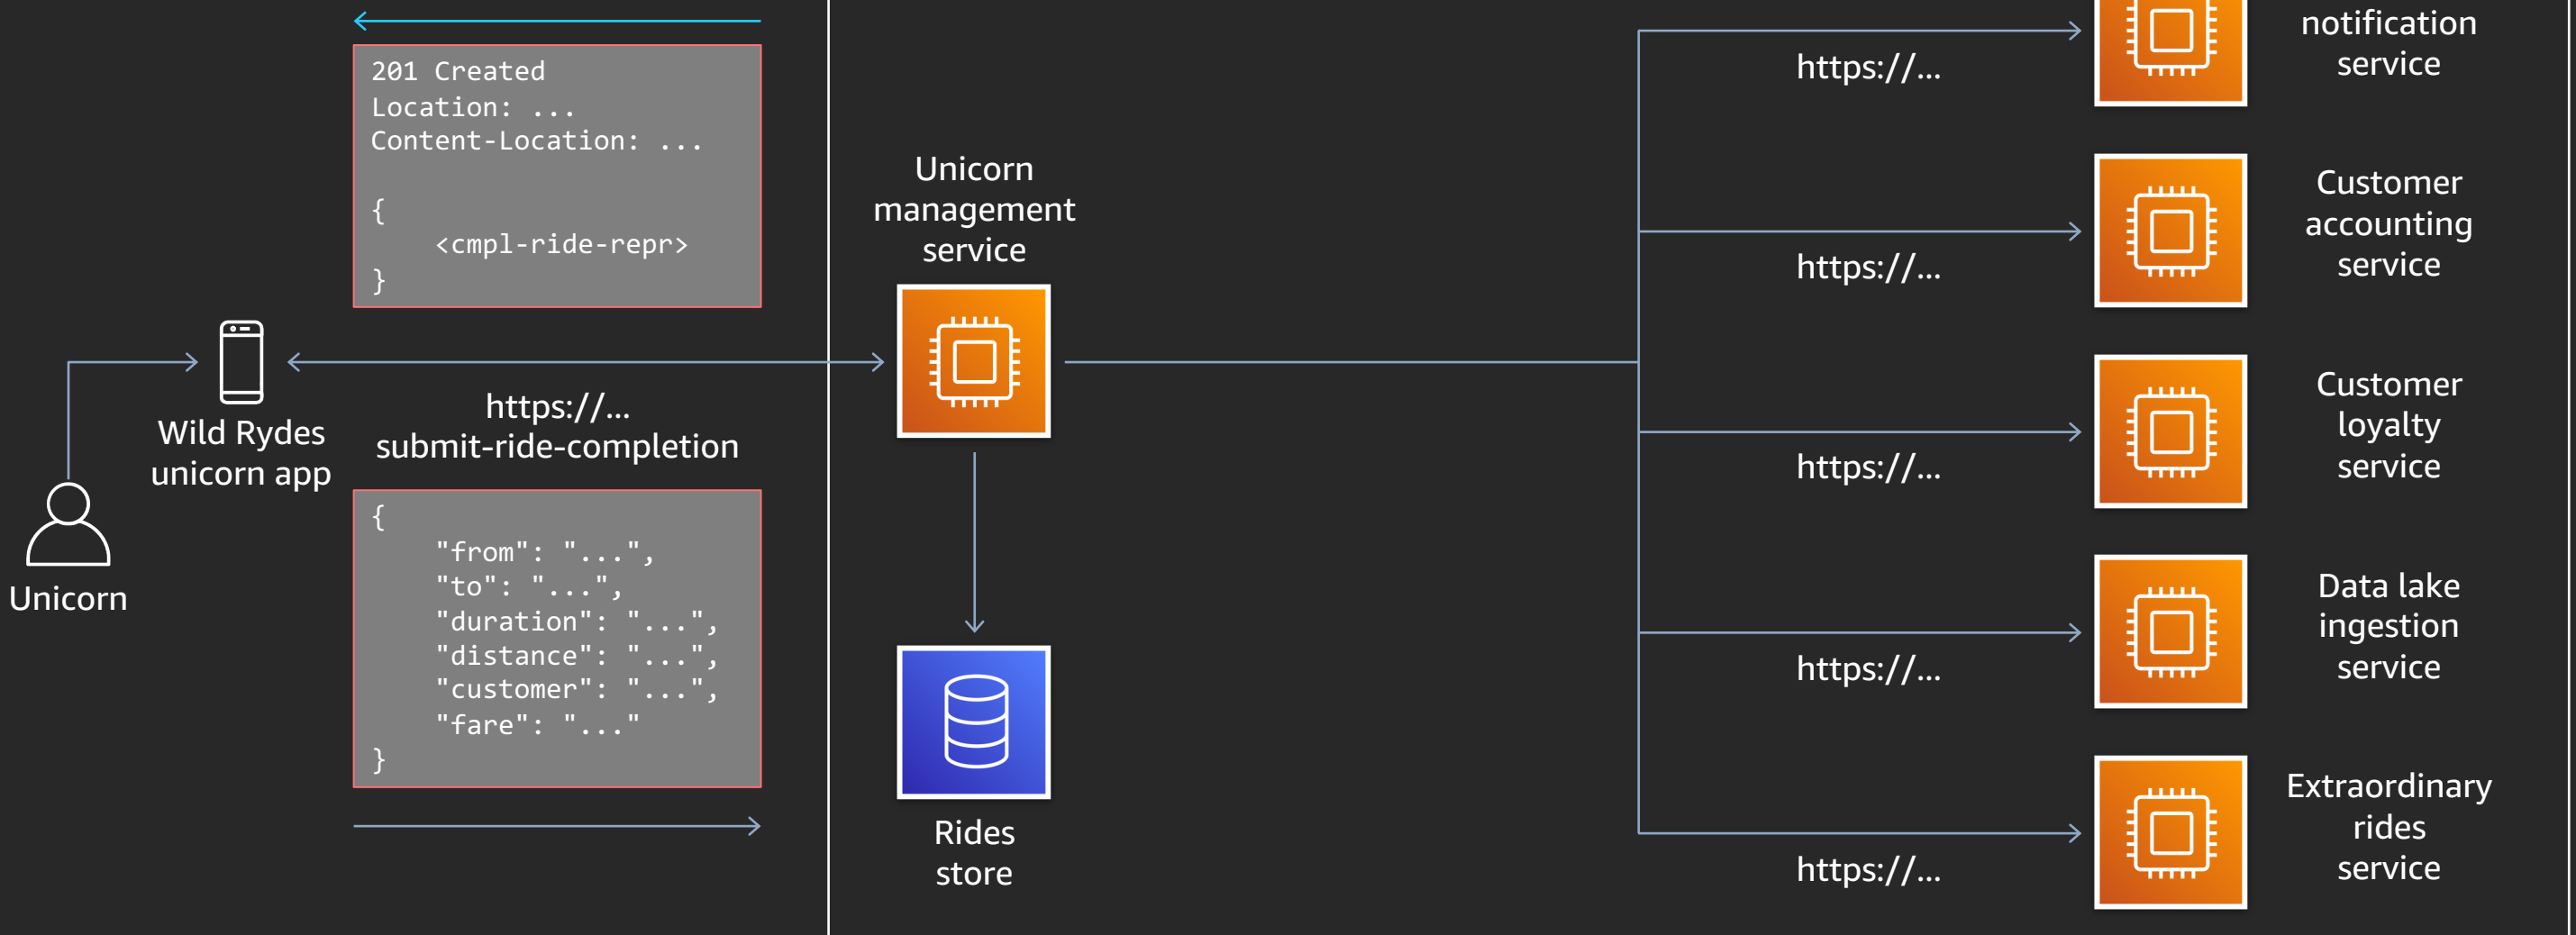 201 Created
Location: ...
Content-Location: ...
{
<cmpl-ride-repr>
}
Unicorn
Wild Rydes
unicorn app
https://...
submit-ride-completion
{
"from": "...",
"to": "...",
"duration": "...",
"distance": "...",
"customer": "...",
"fare": "..."
}
Unicorn
management
service
Rides
store
https://...
notification
service
https://...
Customer
accounting
service
https://...
Customer
loyalty
service
https://...
Data lake
ingestion
service
https://...
Extraordinary
rides
service